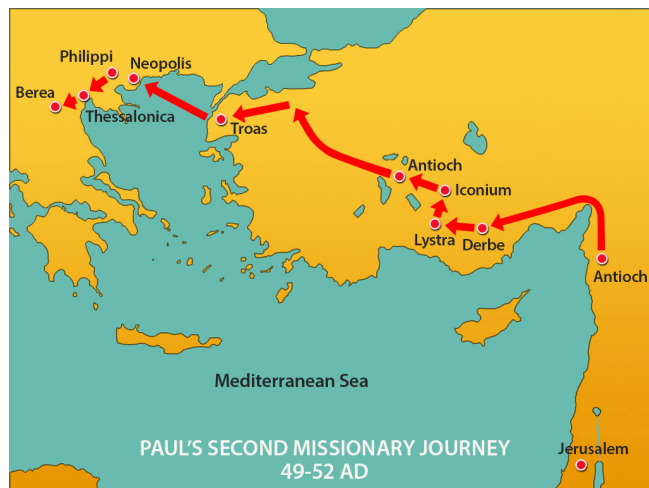 Philippi
Neopolis
Berea
Thessalonica
Troas
Antioch
Iconium
Lystra
Derbe
Antioch
Mediterranean Sea
PAUL'S SECOND MISSIONARY JOURNEY
49-52 AD
Jerusalem